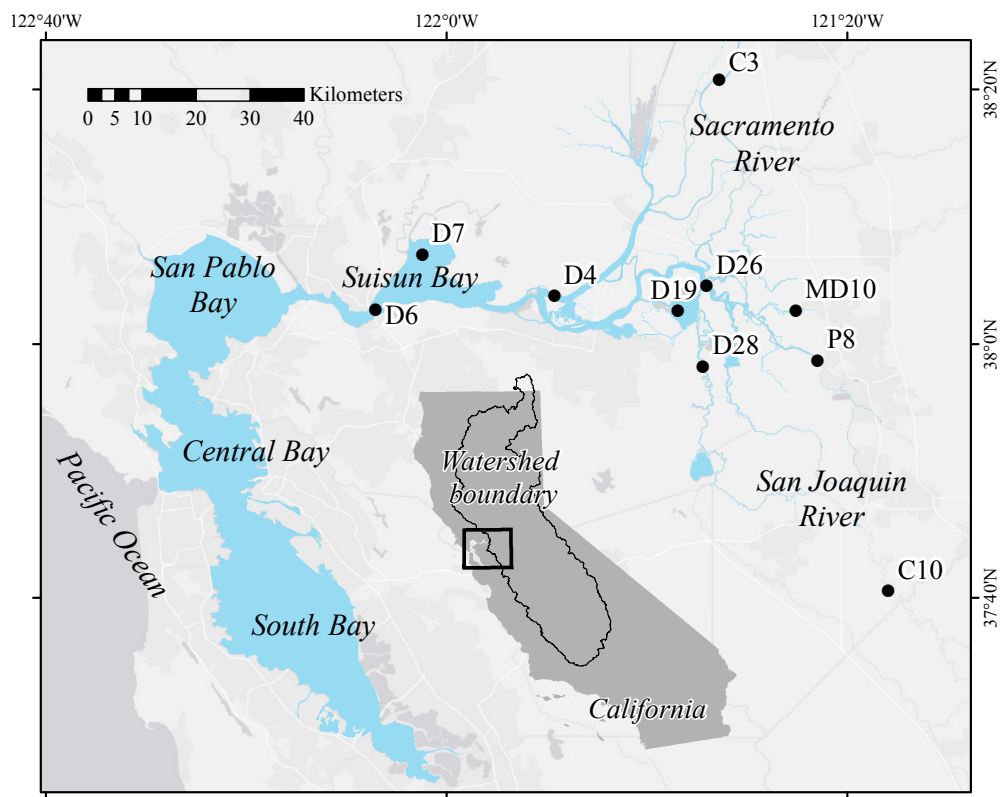 122°40'W
122°0'W
121°20'W
Kilometers
0 5 10 20 30 40
C3
38°20'N
Sacramento
River
D7
D26
San Pablo
Bay
Suisun Bay
D4
D19
MD10
D6
P8
D28
38°0'N
Central Bay
Watershed
boundary
San Joaquin
River
Pacific Ocean
C10
37°40'N
South Bay
California